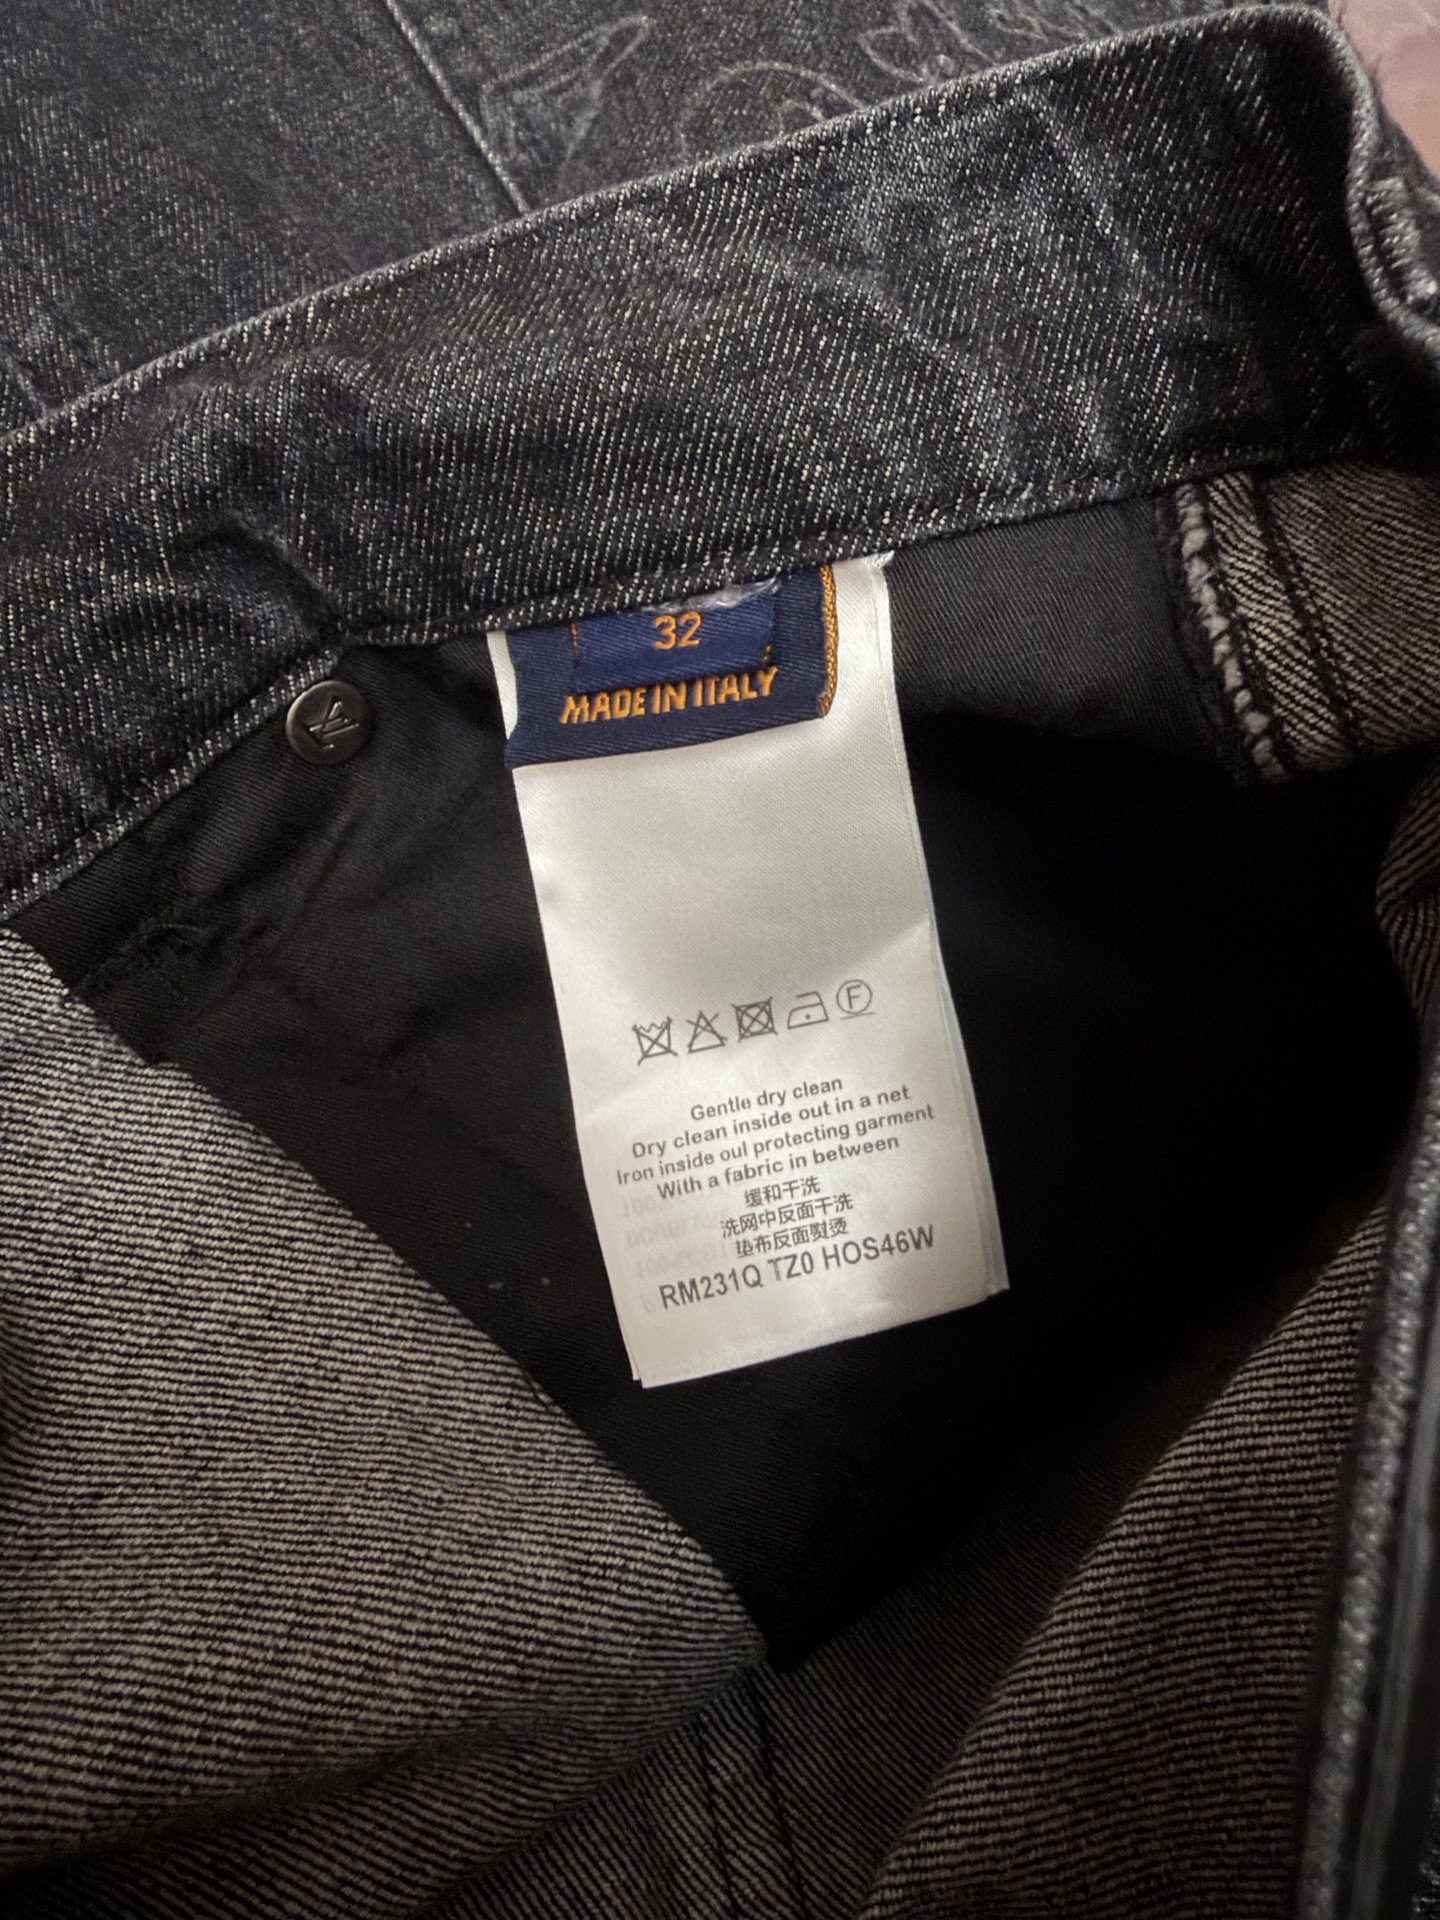 32
MADE IN ITALY
LV
F
Gentle dry clean
Dry clean inside out in a net
Iron inside oul protecting garment
With a fabric in between
缓和干洗
洗网中反面干洗
垫布反面熨烫
RM231Q TZ0 HOS46W